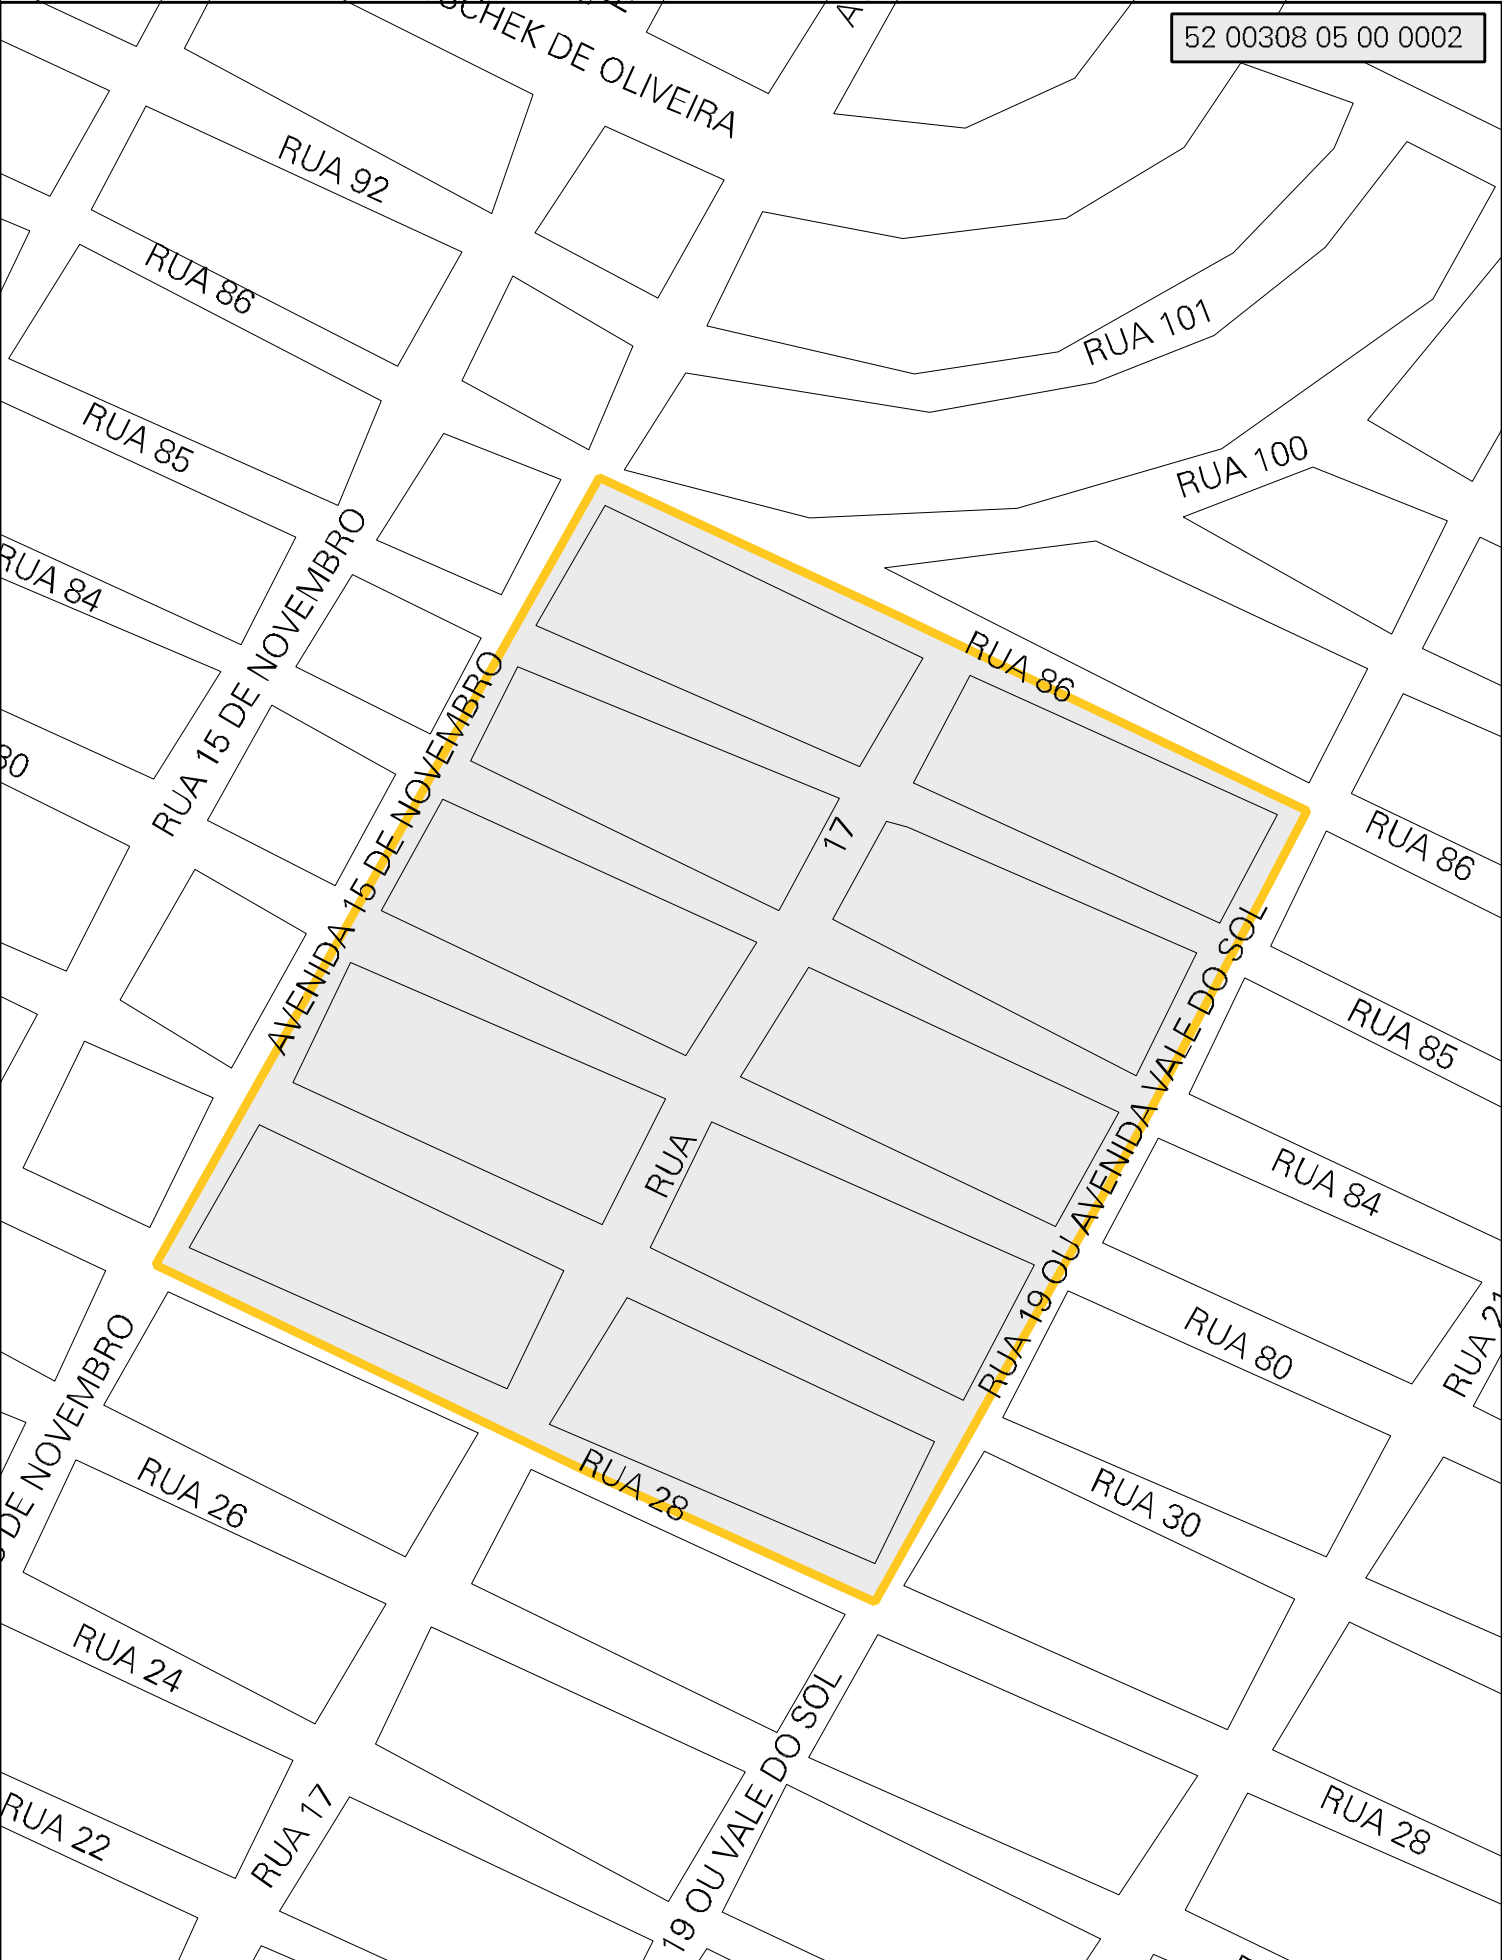 52 00308 05 00 0002
DE OLIVEIRA
RUA 92
RUA 86
RUA 101
RUA 85
RUA 100
RUA 84
RUA 15 DE NOVEMBRO
RUA 86
AVENIDA 15 DE NOVEMBRO
80
17
RUA 86
RUA 19 OU AVENIDA VALE DO SOL
RUA 85
RUA
RUA 84
RUA 80
RUA 21
DE NOVEMBRO
RUA 26
RUA 28
RUA 30
RUA 24
19 OU VALE DO SOL
RUA 17
RUA 22
RUA 28